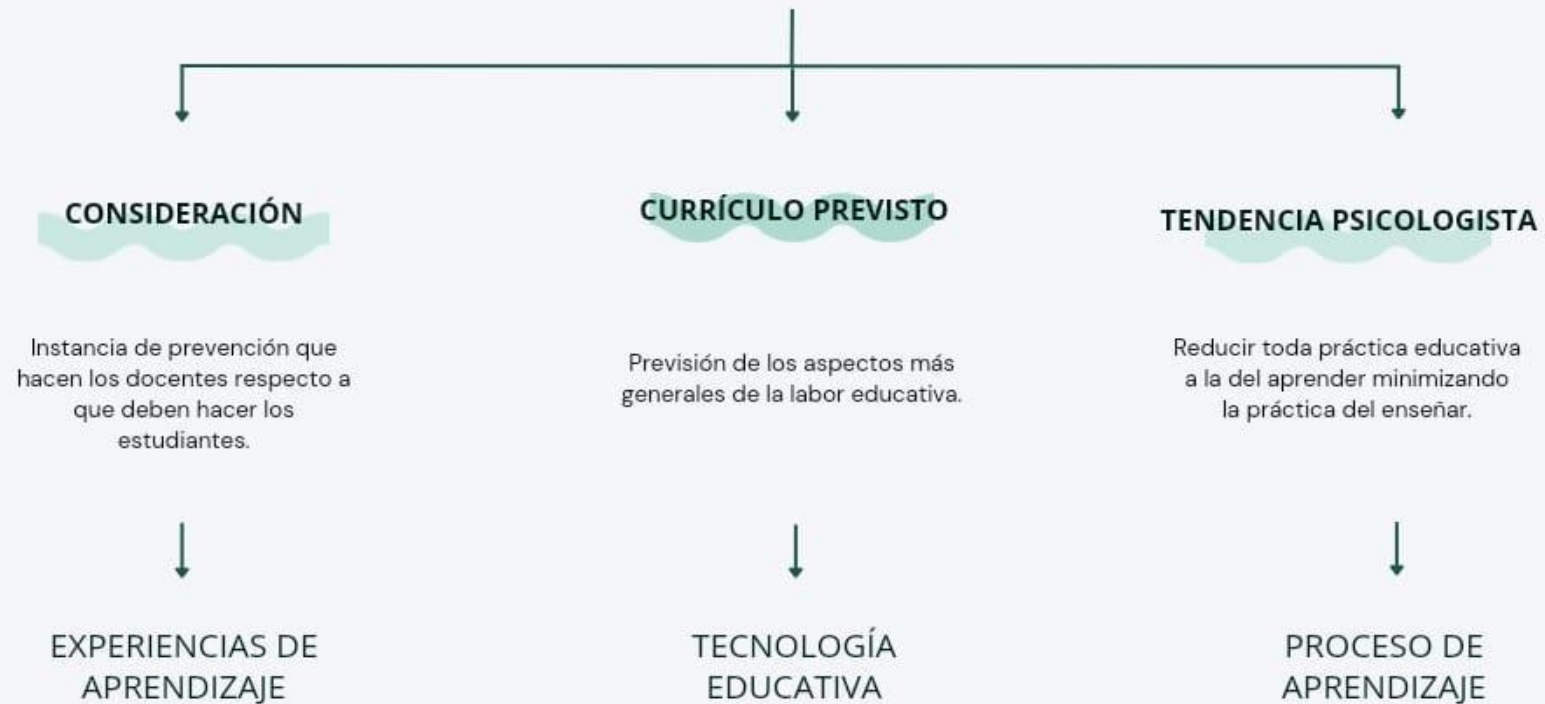 CONSIDERACIÓN
Instancia de prevención que
hacen los docentes respecto a
que deben hacer los
estudiantes.
EXPERIENCIAS DE
APRENDIZAJE
CURRÍCULO PREVISTO
Previsión de los aspectos más
generales de la labor educativa.
TECNOLOGÍA
EDUCATIVA
TENDENCIA PSICOLOGISTA
Reducir toda práctica educativa
a la del aprender minimizando
la práctica del enseñar.
PROCESO DE
APRENDIZAJE